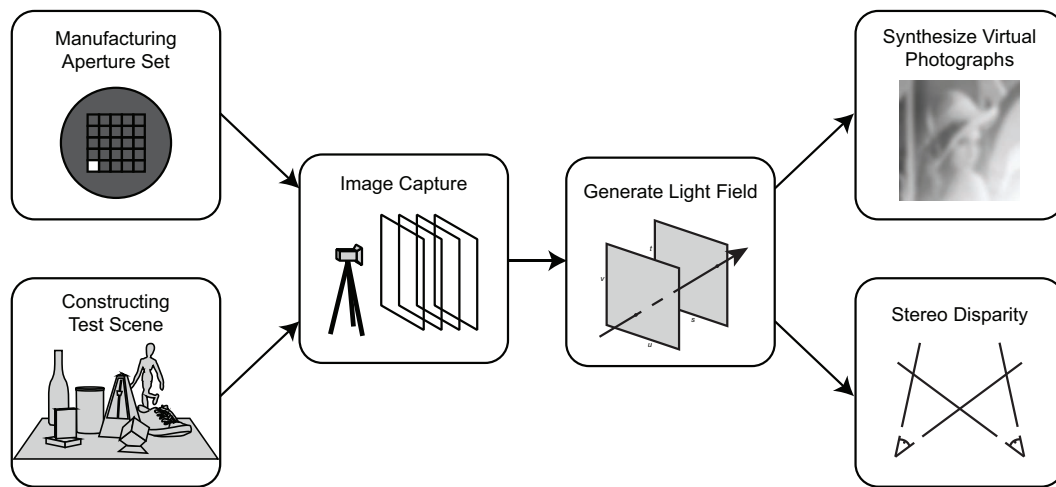 Manufacturing
Aperture Set
Constructing
Test Scene
Image Capture
Generate Light Field
t
v
s
u
Synthesize Virtual
Photographs
Stereo Disparity